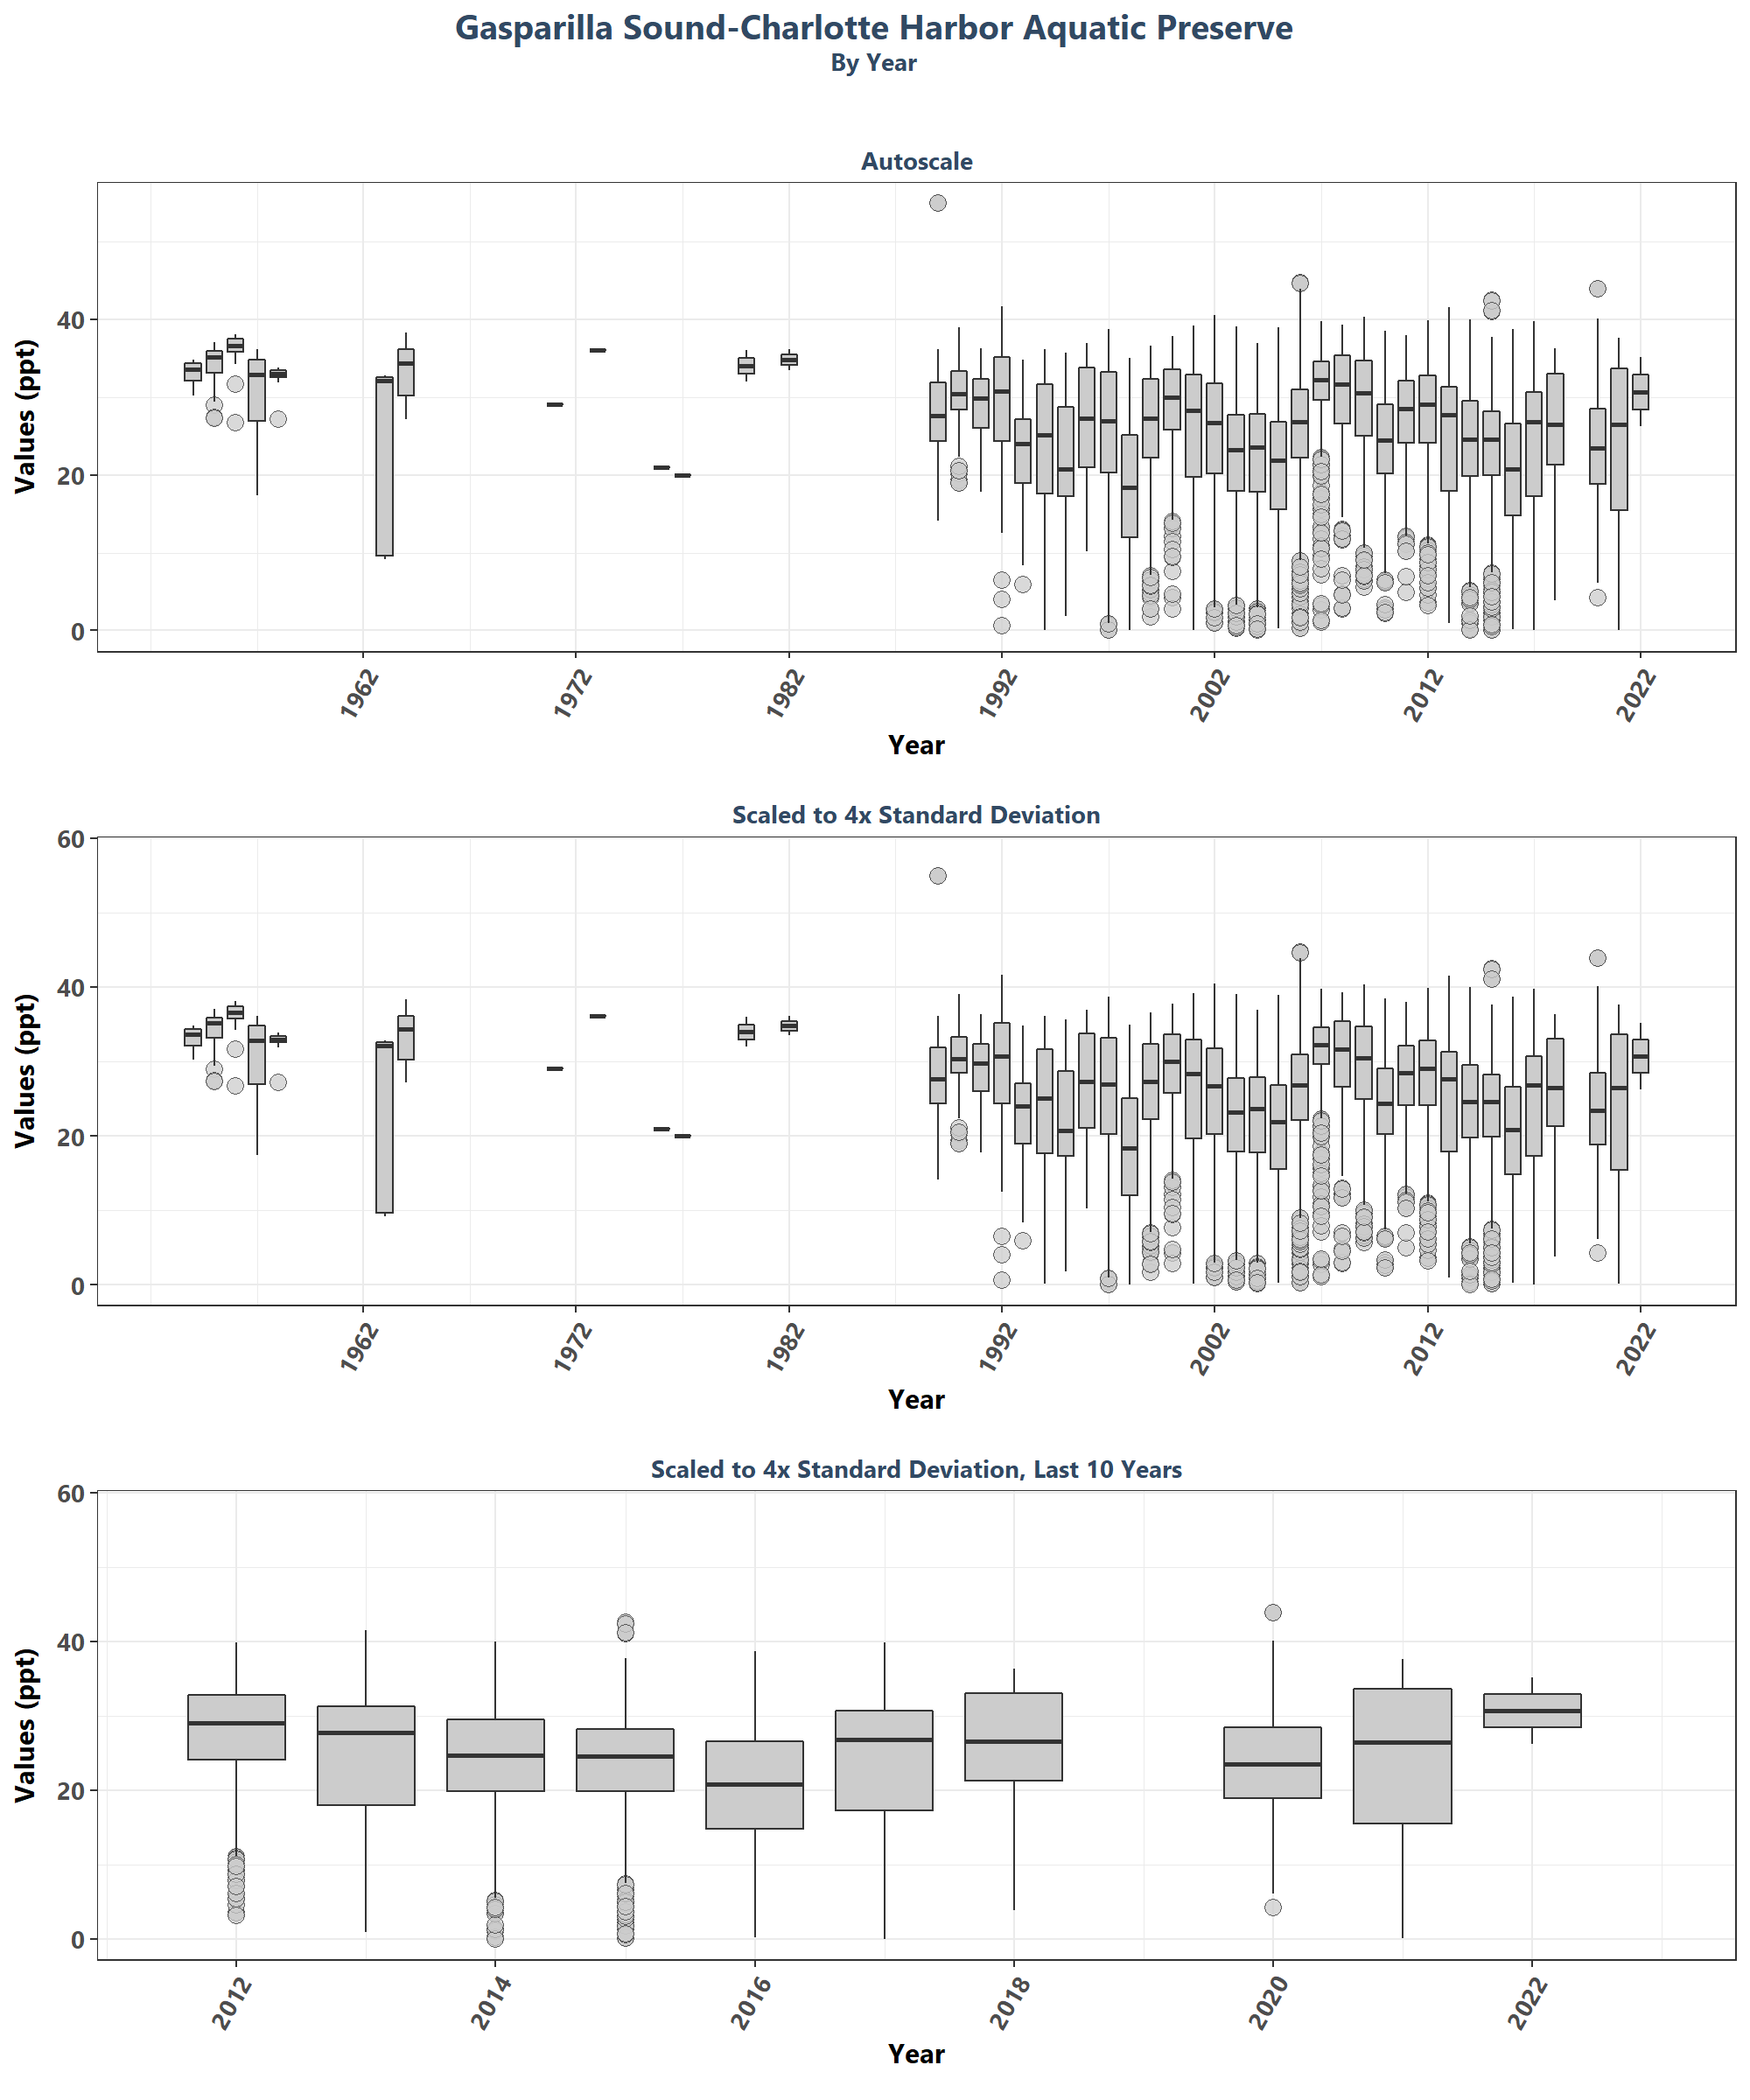 Gasparilla Sound-Charlotte Harbor Aquatic Preserve
By Year
Autoscale
Values (ppt)
40
20
0
1962
1972
1982
1992
2002
2012
2022
Year
Scaled to 4x Standard Deviation
Values (ppt)
60
40
20
0
1962
1972
1982
1992
2002
2012
2022
Year
Scaled to 4x Standard Deviation, Last 10 Years
Values (ppt)
60
40
20
0
2012
2014
2016
2018
2020
2022
Year